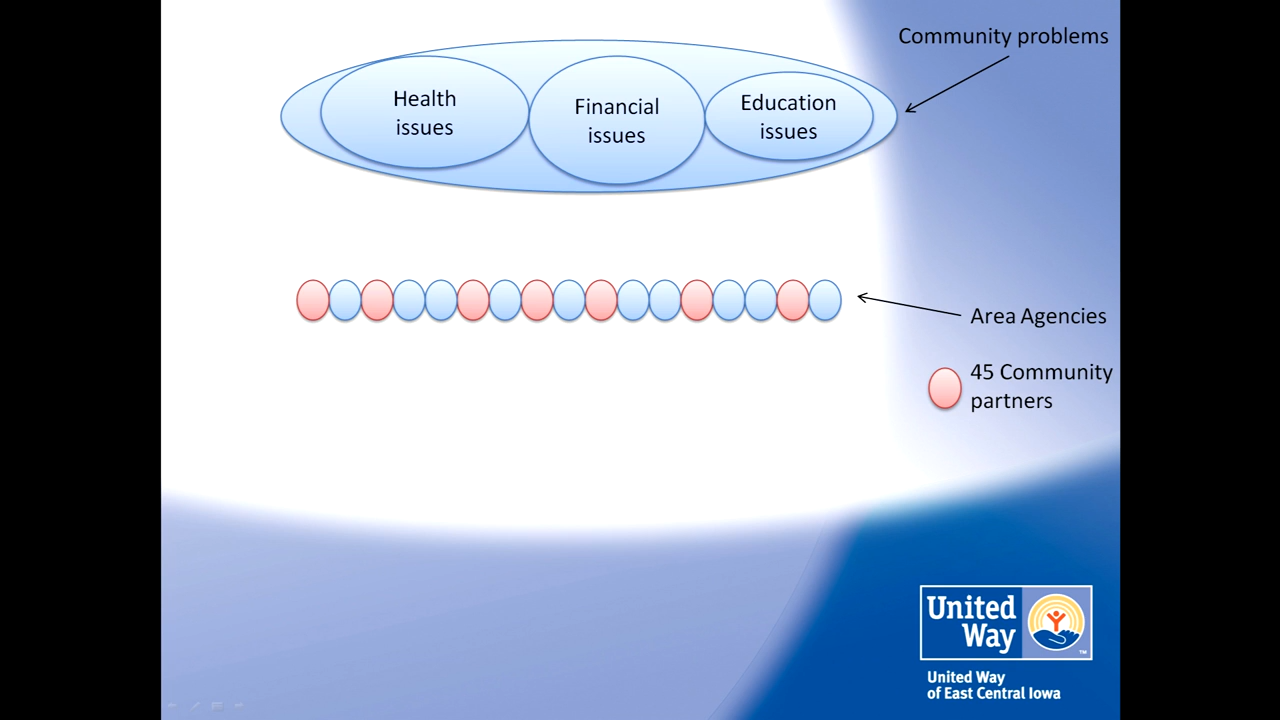 Community problems
Health
issues
Financial
issues
Education
issues
Area Agencies
45 Community
partners
United
Way
TM
United Way
of East Central Iowa